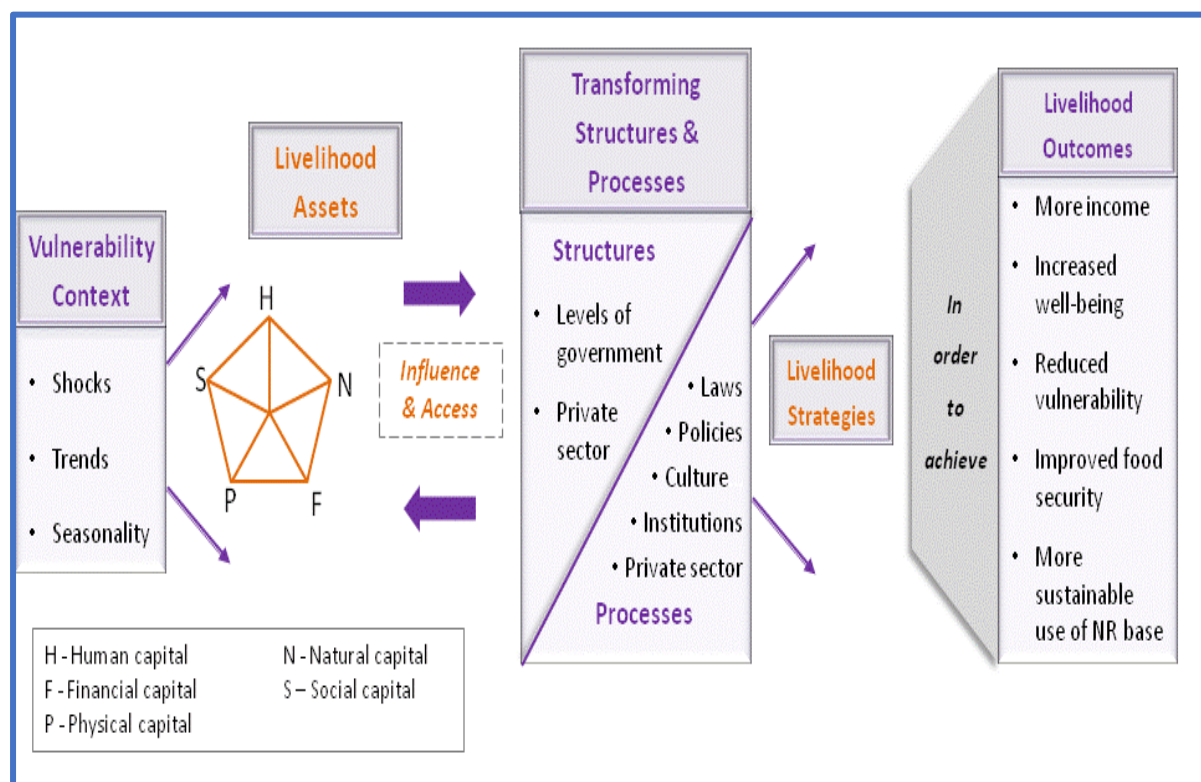 Vulnerability
Context
• Shocks
• Trends
• Seasonality
Livelihood
Assets
H
S
N
P
F
Influence
& Access
Transforming
Structures &
Processes
Structures
• Levels of
government
• Private
sector
• Laws
• Policies
• Culture
• Institutions
• Private sector
Processes
Livelihood
Strategies
In
order
to
achieve
Livelihood
Outcomes
• More income
• Increased
well-being
• Reduced
vulnerability
• Improved food
security
• More
sustainable
use of NR base
H - Human capital
N - Natural capital
F - Financial capital
S – Social capital
P - Physical capital